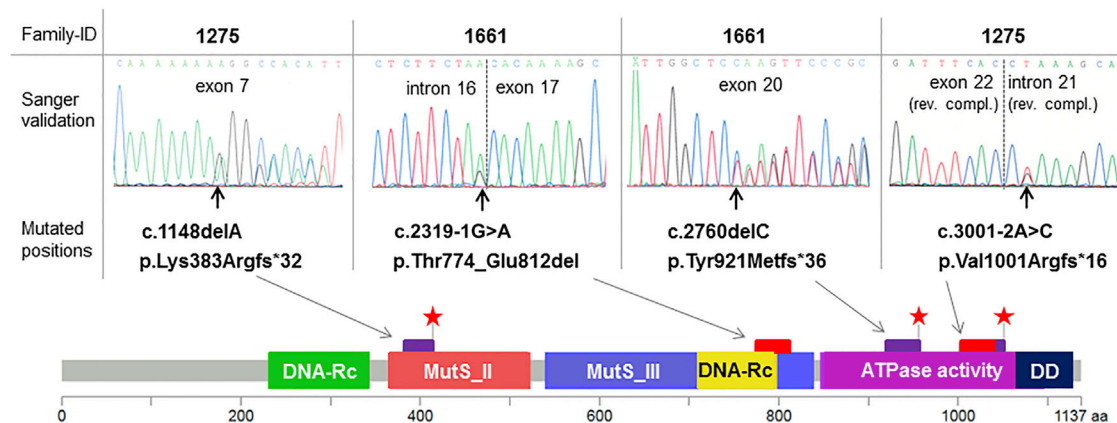 Family-ID 1275 1661 1661 1275
C A A A A A A A A G G C C A C A T T C T C T T C T A A C A C A A A A G C X T T G G C T C C A A G T T C C C G C G A T T T C A C C T A A A G C A
exon 7 intron 16 exon 17 exon 20 exon 22 intron 21
(rev. compl.) (rev. compl.)
Sanger
validation
Mutated
positions
c.1148delA c.2319-1G>A c.2760delC c.3001-2A>C
p.Lys383Argfs*32 p.Thr774_Glu812del p.Tyr921Metfs*36 p.Val1001Argfs*16
DNA-Rc MutS_II MutS_III DNA-Rc ATPase activity DD
0 200 400 600 800 1000 1137 aa